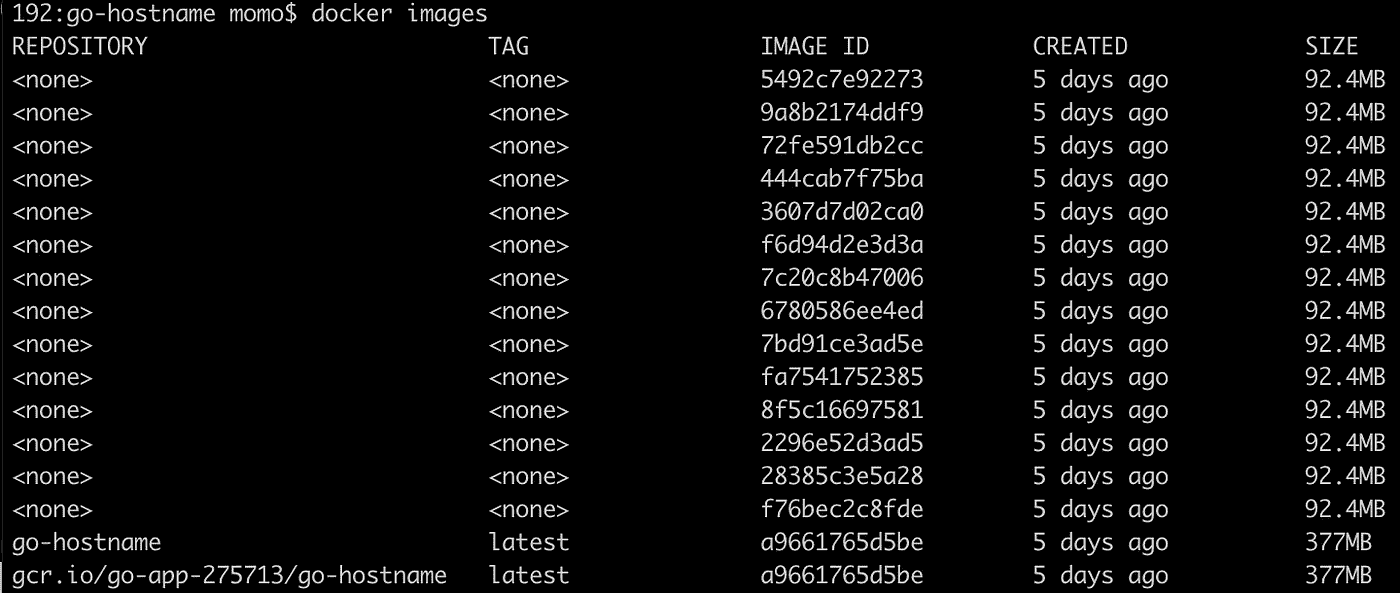 192:go-hostname momo$ docker images
REPOSITORY TAG IMAGE ID CREATED SIZE
<none> <none> 5492c7e92273 5 days ago 92.4MB
<none> <none> 9a8b2174ddf9 5 days ago 92.4MB
<none> <none> 72fe591db2cc 5 days ago 92.4MB
<none> <none> 444cab7f75ba 5 days ago 92.4MB
<none> <none> 3607d7d02ca0 5 days ago 92.4MB
<none> <none> f6d94d2e3d3a 5 days ago 92.4MB
<none> <none> 7c20c8b47006 5 days ago 92.4MB
<none> <none> 6780586ee4ed 5 days ago 92.4MB
<none> <none> 7bd91ce3ad5e 5 days ago 92.4MB
<none> <none> fa7541752385 5 days ago 92.4MB
<none> <none> 8f5c16697581 5 days ago 92.4MB
<none> <none> 2296e52d3ad5 5 days ago 92.4MB
<none> <none> 28385c3e5a28 5 days ago 92.4MB
<none> <none> f76bec2c8fde 5 days ago 92.4MB
go-hostname latest a9661765d5be 5 days ago 377MB
gcr.io/go-app-275713/go-hostname latest a9661765d5be 5 days ago 377MB